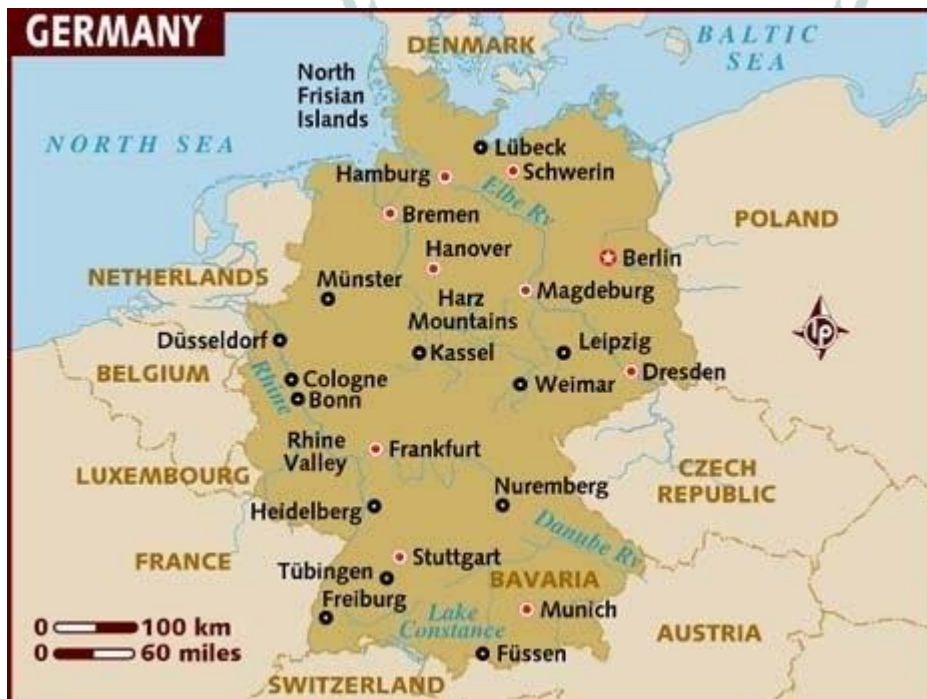 GERMANY
DENMARK
BALTIC
SEA
North
Frisian
Islands
NORTH SEA
Lübeck
Schwerin
Hamburg
Elbe Rv
Bremen
POLAND
Hanover
Berlin
NETHERLANDS
Münster
Magdeburg
Harz
Mountains
LP
Düsseldorf
Kassel
Leipzig
BELGIUM
Rhine
Cologne
Weimar
Dresden
Bonn
Rhine
Valley
Frankfurt
LUXEMBOURG
CZECH
REPUBLIC
Nuremberg
Heidelberg
Danube Rv
FRANCE
Stuttgart
Tübingen
BAVARIA
Freiburg
Munich
Lake
Constance
0 100 km
0 60 miles
AUSTRIA
Füssen
SWITZERLAND